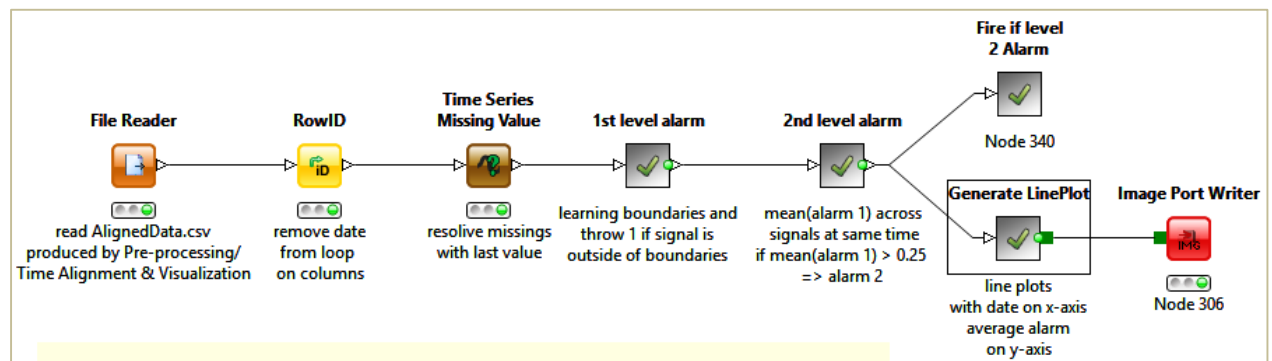 File Reader
read AlignedData.csv
produced by Pre-processing/
Time Alignment & Visualization
RowID
iD
remove date
from loop
on columns
Time Series
Missing Value
?
resolive missings
with last value
1st level alarm
learning boundaries and
throw 1 if signal is
outside of boundaries
2nd level alarm
mean(alarm 1) across
signals at same time
if mean(alarm 1) > 0.25
=> alarm 2
Fire if level
2 Alarm
Node 340
Generate LinePlot
line plots
with date on x-axis
average alarm
on y-axis
Image Port Writer
IMG
Node 306